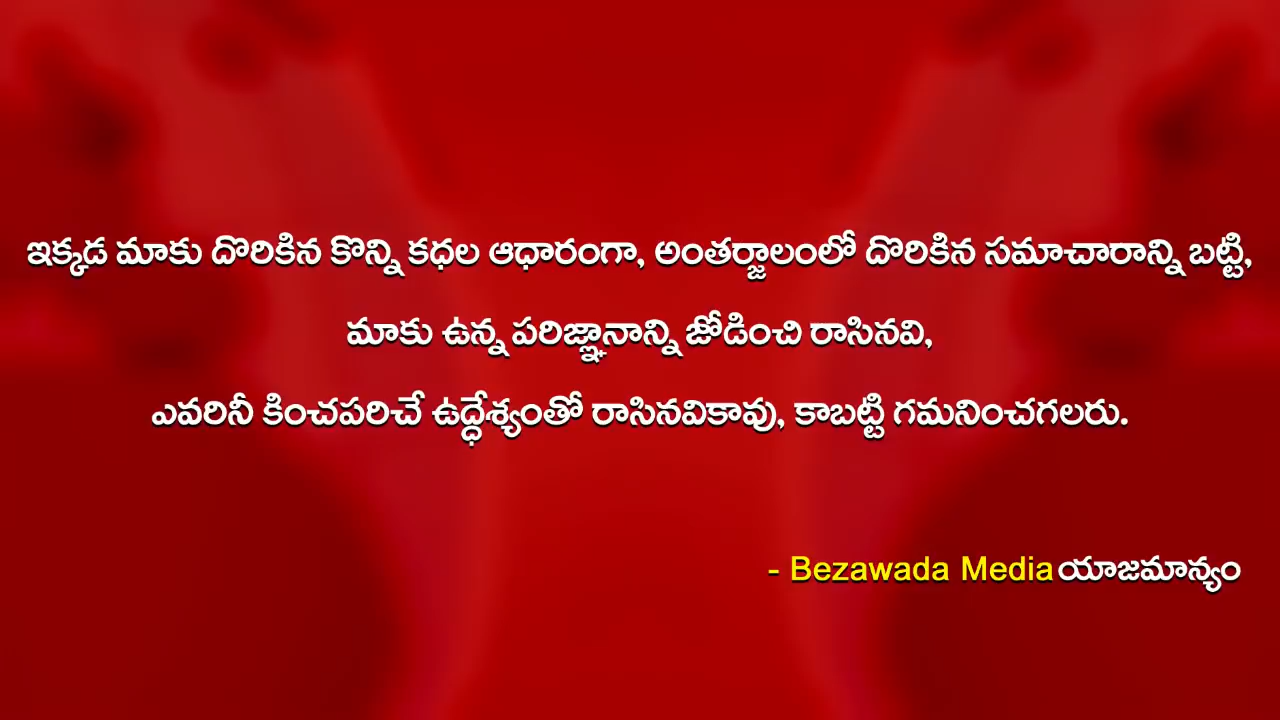 ఇక్కడ మాకు దొరికిన కొన్ని కధల ఆధారంగా, అంతర్జాలంలో దొరికిన సమాచారాన్ని బట్టి,
మాకు ఉన్న పరిజ్ఞానాన్ని జోడించి రాసినవి,
ఎవరినీ కించపరిచే ఉద్ధేశ్యంతో రాసినవికావు, కాబట్టి గమనించగలరు.
- Bezawada Media యాజమాన్యం